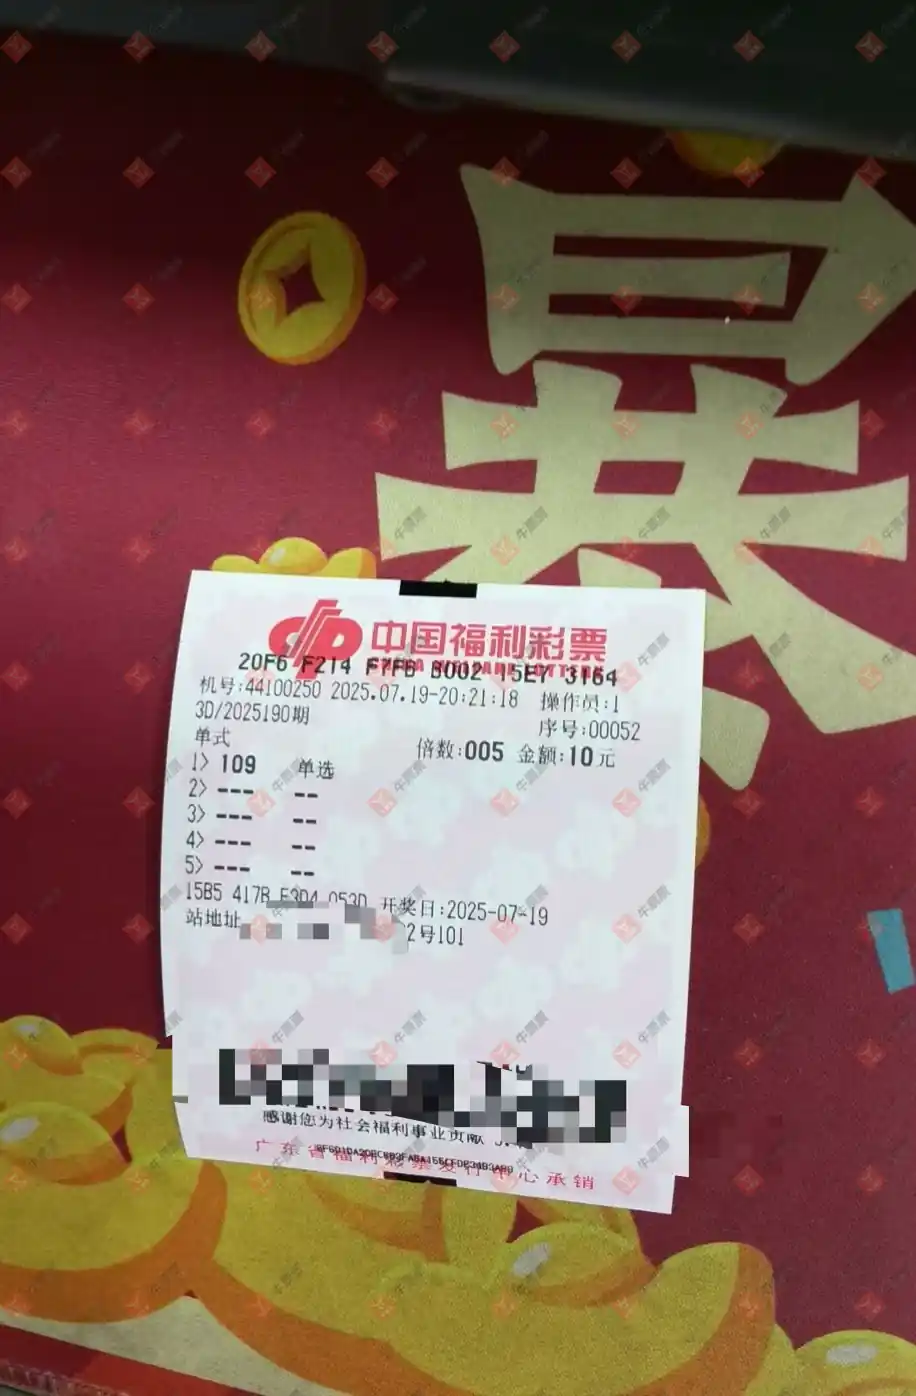 暴
中国福利彩票
20F6 F214 F7FB B002 15E7 3164
机号:44100250 2025.07.19-20:21:18 操作员:1
3D/2025190期 序号:00052
单式 倍数:005 金额:10元
1> 109 单选
2> --- --
3> --- --
4> --- --
5> --- --
15B5 417B F3D4 053D 开奖日:2025-07-19
站地址 2号101
感谢您为社会福利事业贡献
广东省福利彩票发行中心承销
牛票票